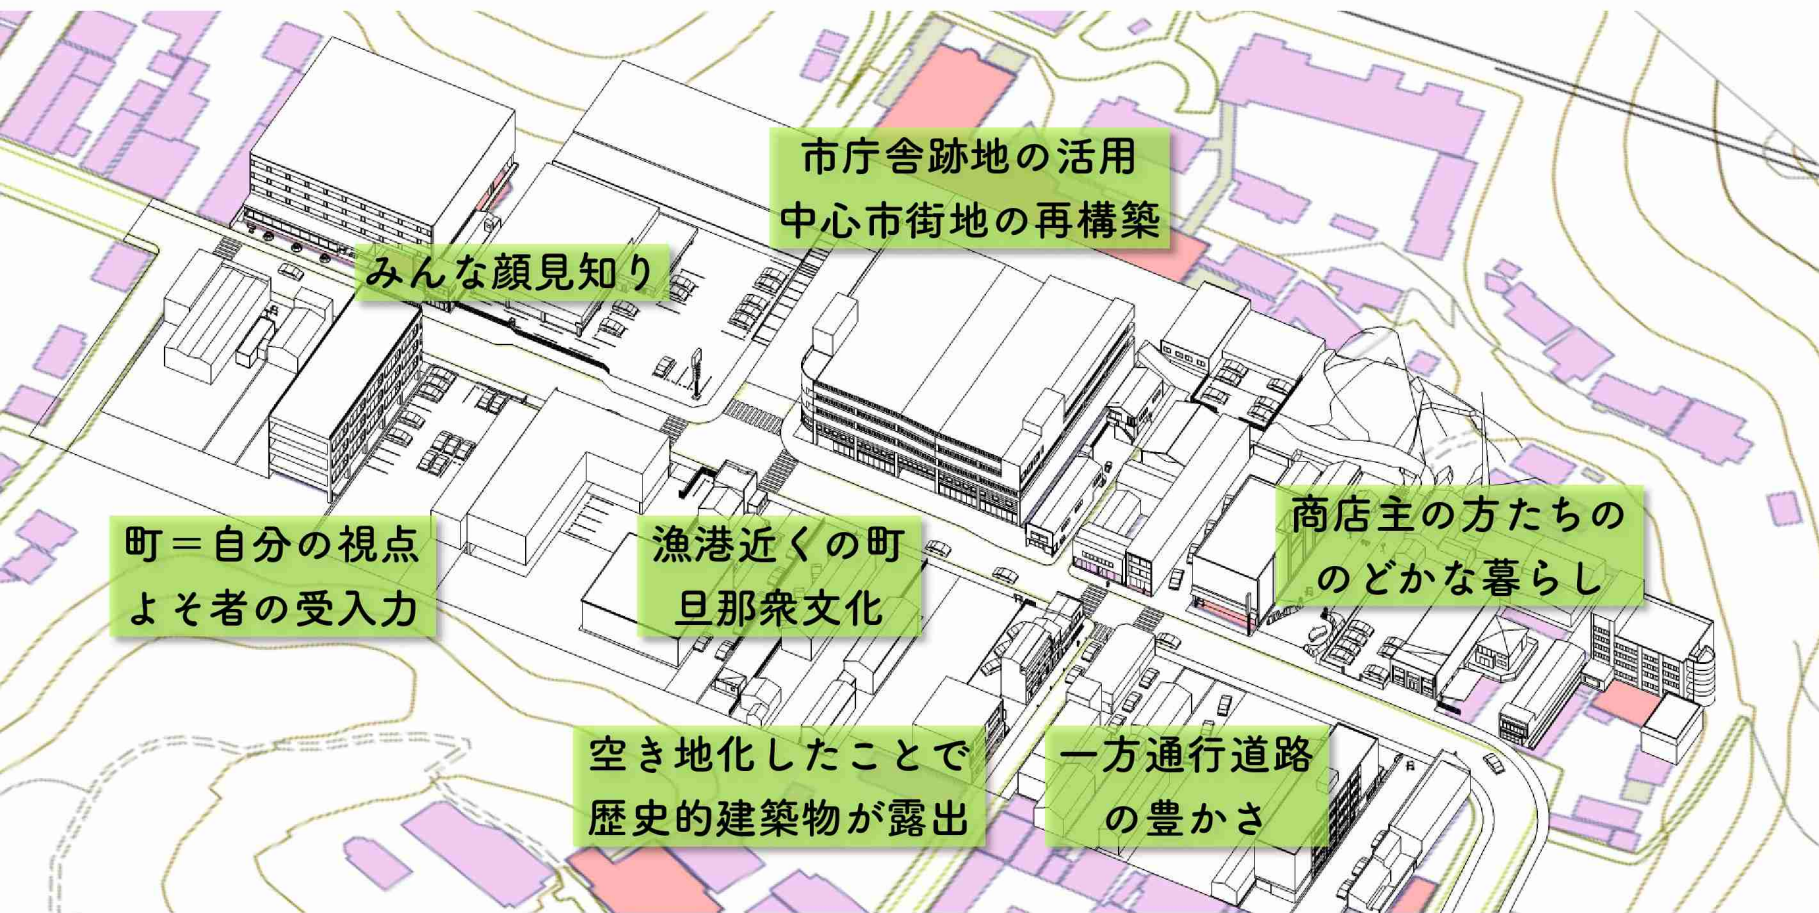 市庁舎跡地の活用
中心市街地の再構築
みんな顔見知り
町＝自分の視点
よそ者の受入力
漁港近くの町
旦那衆文化
商店主の方たちの
のどかな暮らし
空き地化したことで
歴史的建築物が露出
一方通行道路
の豊かさ